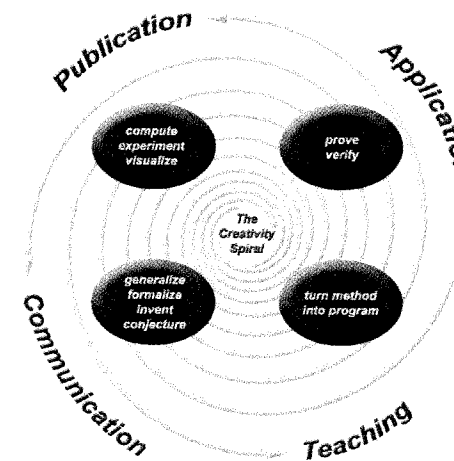 Publication
Application
compute
experiment
visualize
prove
verify
The
Creativity
Spiral
generalize
formalize
invent
conjecture
turn method
into program
Communication
Teaching